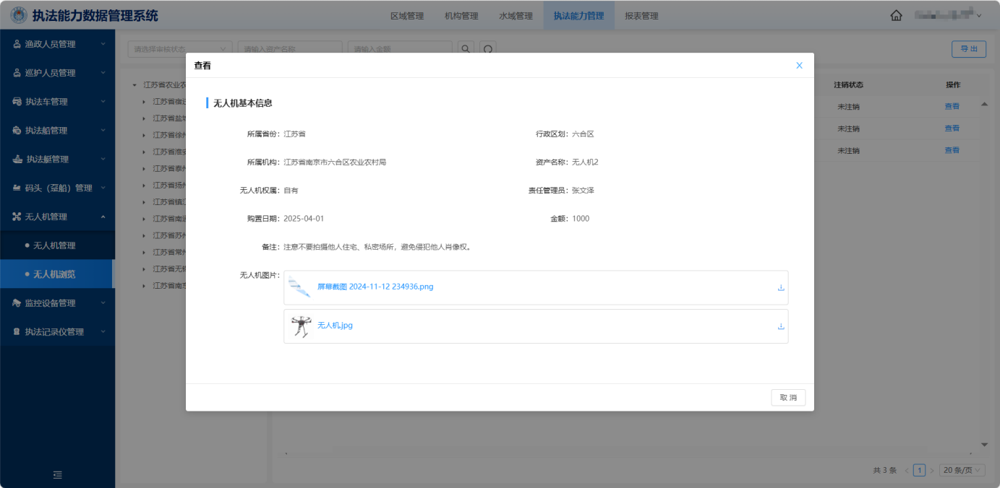 执法能力数据管理系统
区域管理 机构管理 水域管理 执法能力管理 报表管理
渔政人员管理
巡护人员管理
执法车管理
执法船管理
执法艇管理
码头（趸船）管理
无人机管理
无人机管理
无人机浏览
监控设备管理
执法记录仪管理
请选择审核状态 请输入资产名称 请输入金额
导 出
江苏省农业农
江苏省宿迁
江苏省盐城
江苏省徐州
江苏省淮安
江苏省泰州
江苏省扬州
江苏省镇江
江苏省南通
江苏省苏州
江苏省常州
江苏省无锡
江苏省南京
注销状态 操作
未注销 查看
未注销 查看
未注销 查看
查看
无人机基本信息
所属省份：江苏省 行政区划：六合区
所属机构：江苏省南京市六合区农业农村局 资产名称：无人机2
无人机权属：自有 责任管理员：张文泽
购置日期：2025-04-01 金额：1000
备注：注意不要拍摄他人住宅、私密场所，避免侵犯他人肖像权。
无人机图片：
屏幕截图 2024-11-12 234936.png
无人机.jpg
取 消
共 3 条 1 20 条/页